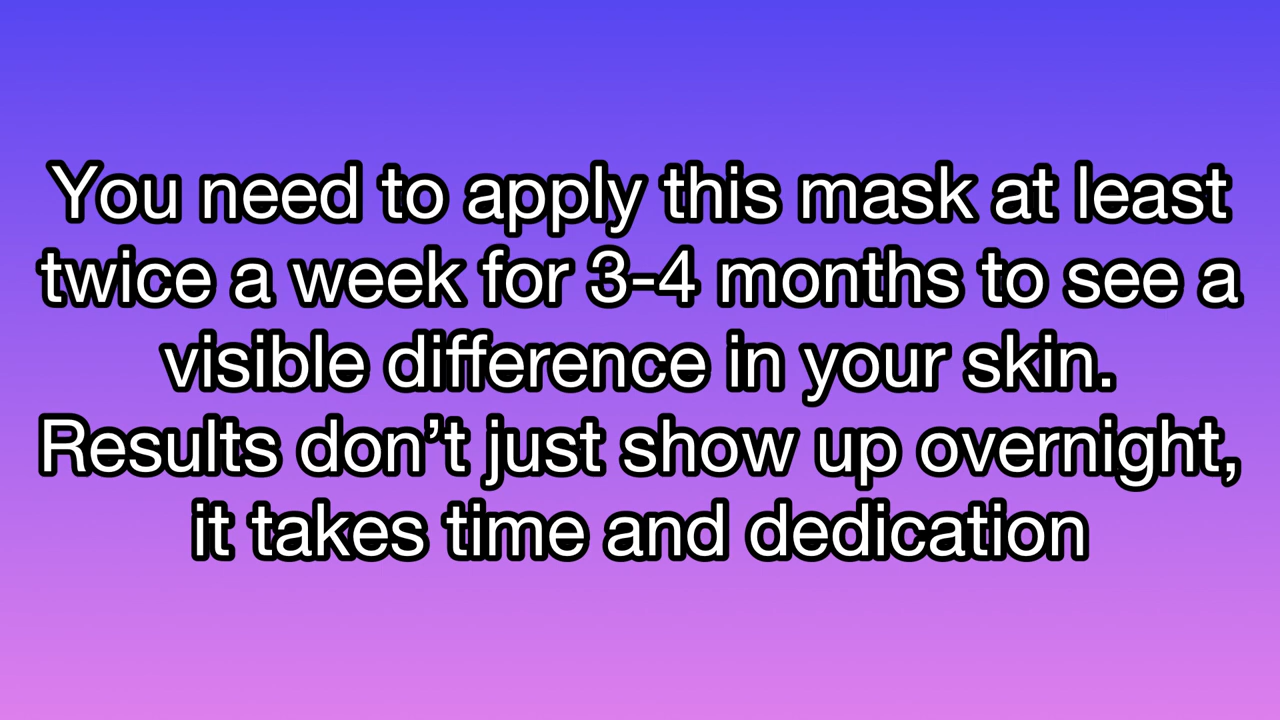 You need to apply this mask at least
twice a week for 3-4 months to see a
visible difference in your skin.
Results don’t just show up overnight,
it takes time and dedication